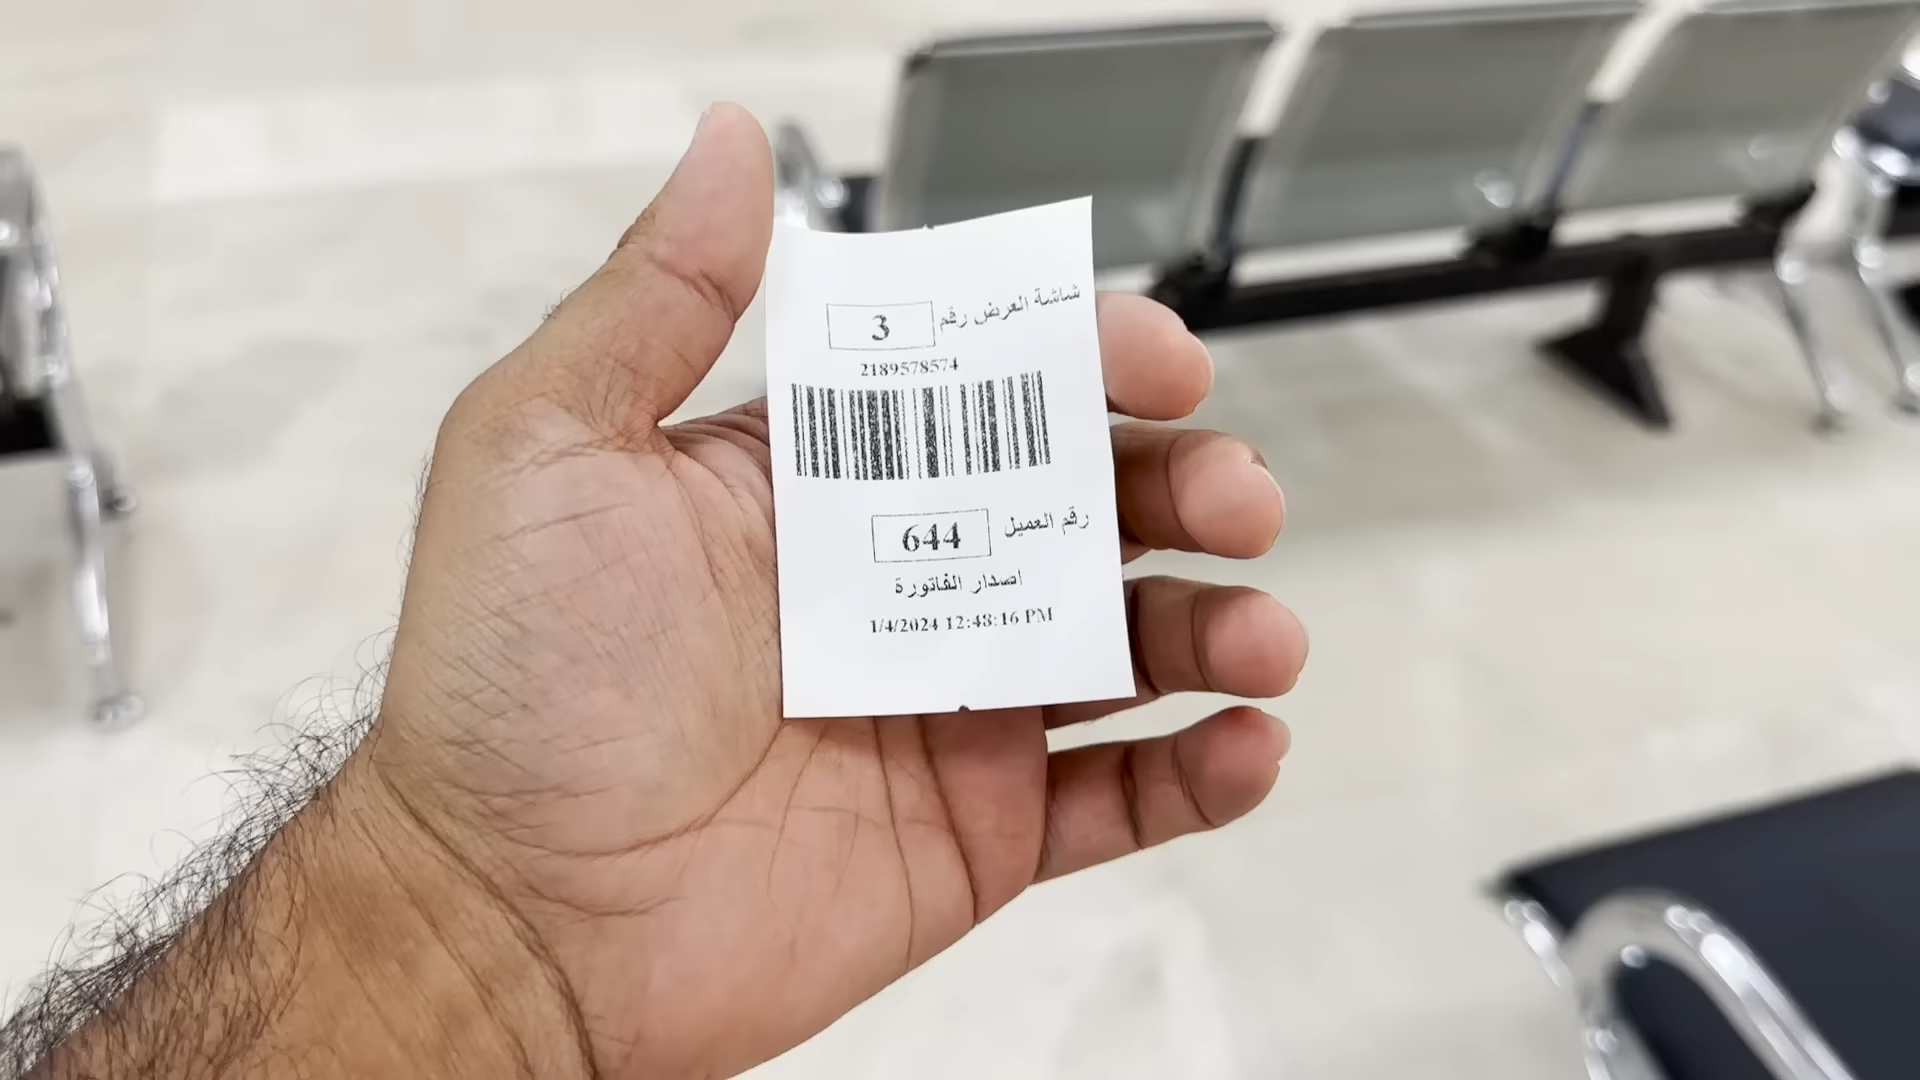 شاشة العرض رقم 3
2189578574
رقم العميل 644
اصدار الفاتورة
1/4/2024 12:48:16 PM